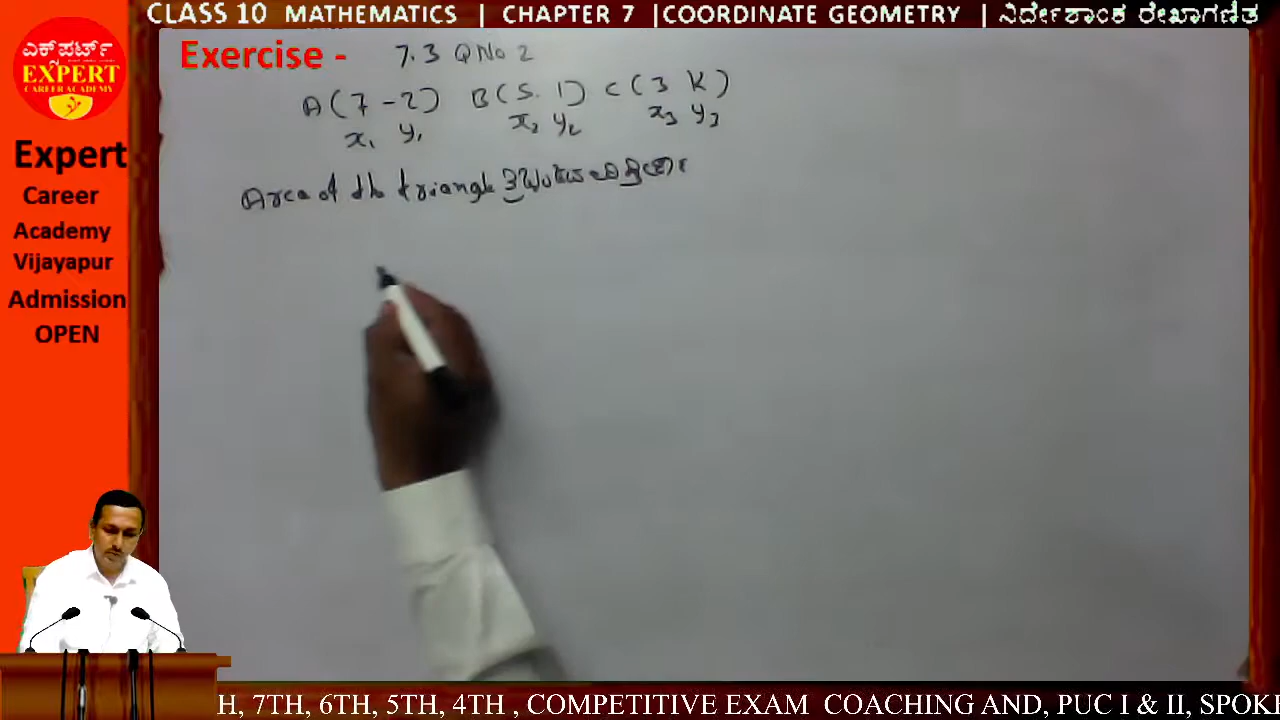 CLASS 10 MATHEMATICS | CHAPTER 7 |COORDINATE GEOMETRY | ನಿರ್ದೇಶಾಂಕ ರೇಖಾಗಣಿತ
ಎಕ್ಸ್‌ಪರ್ಟ್
EXPERT
CAREER ACADEMY
Expert
Career
Academy
Vijayapur
Admission
OPEN
Exercise - 7.3 Q No 2
A(7 -2) B(5. 1) C(3 K)
x₁ y₁ x₂ y₂ x₃ y₃
Area of the triangle
H, 7TH, 6TH, 5TH, 4TH , COMPETITIVE EXAM COACHING AND, PUC I & II, SPOKE